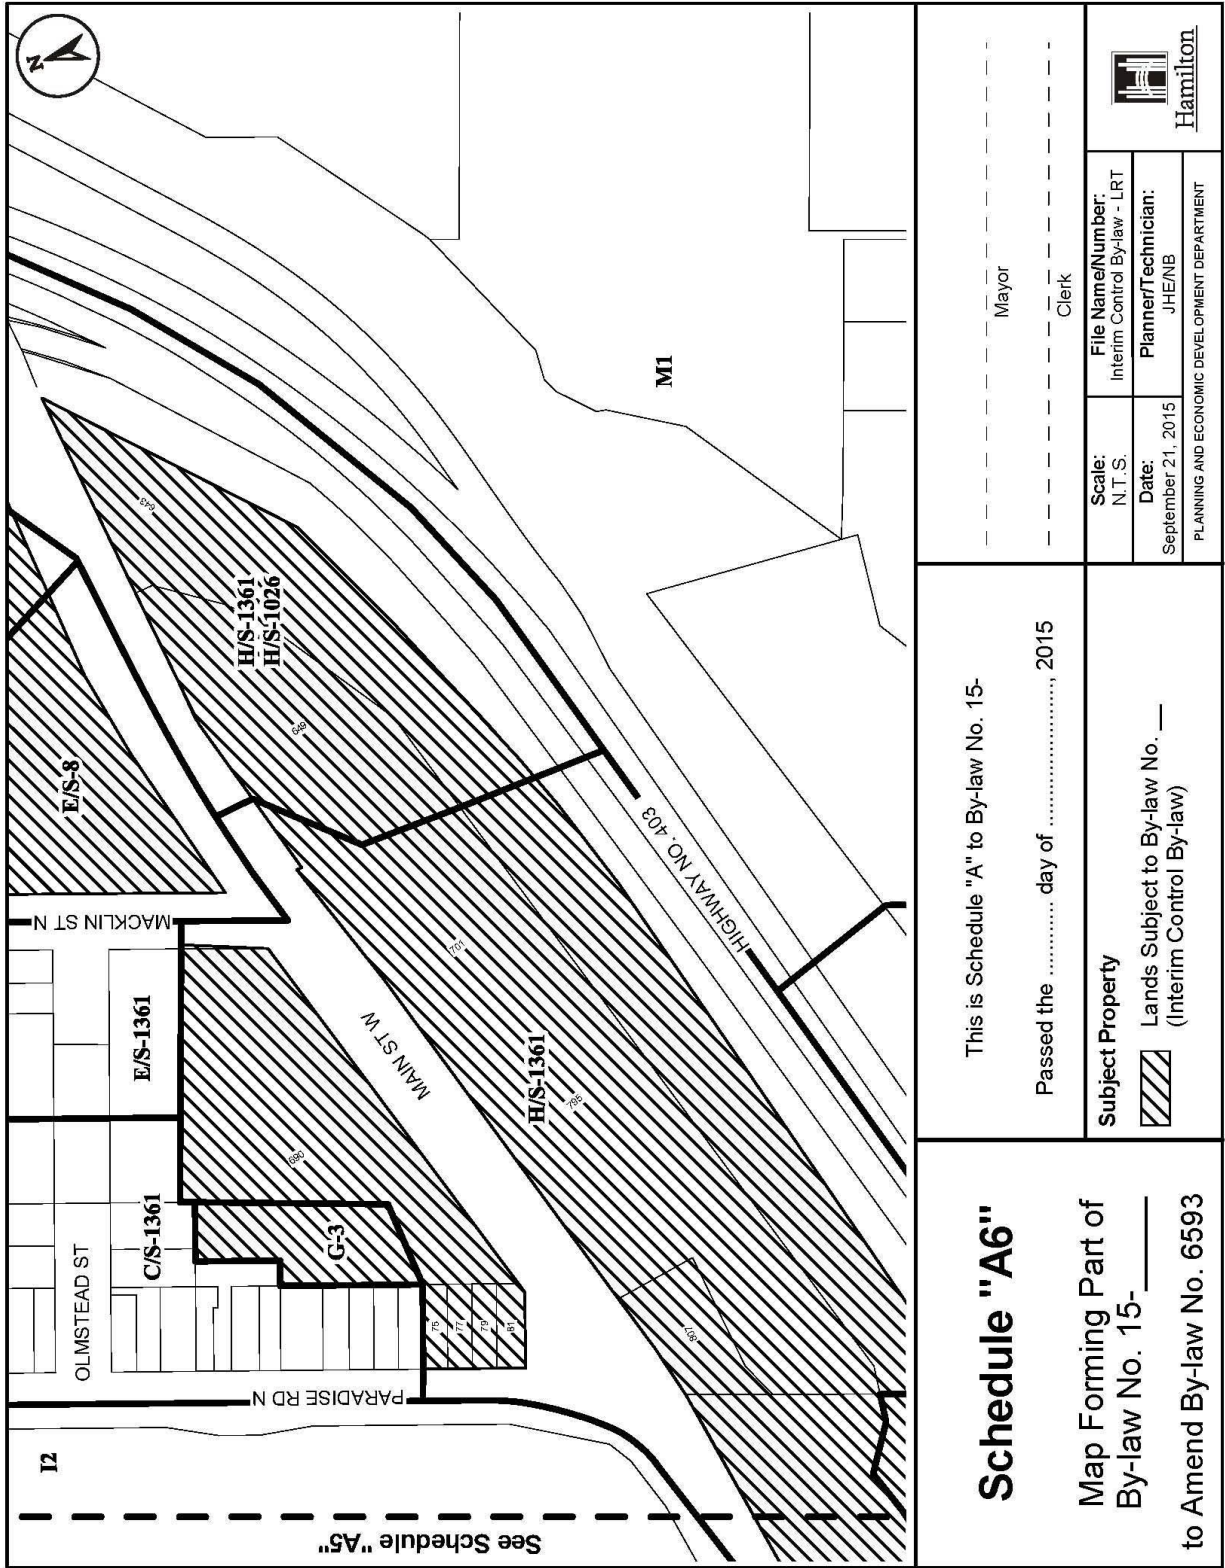 N
See Schedule "A5"
I2
PARADISE RD N
OLMSTEAD ST
C/S-1361
E/S-1361
MACKLIN ST N
E/S-8
G-3
690
75
77
79
81
MAIN ST W
701
H/S-1361
795
807
649
643
H/S-1361
H/S-1026
HIGHWAY NO. 403
M1
Schedule "A6"
Map Forming Part of
By-law No. 15-______
to Amend By-law No. 6593
This is Schedule "A" to By-law No. 15-
Passed the ............ day of ........................, 2015
Subject Property
Lands Subject to By-law No. __
(Interim Control By-law)
Mayor
Clerk
Scale:
N.T.S.
File Name/Number:
Interim Control By-law - LRT
Date:
September 21, 2015
Planner/Technician:
JHE/NB
PLANNING AND ECONOMIC DEVELOPMENT DEPARTMENT
Hamilton